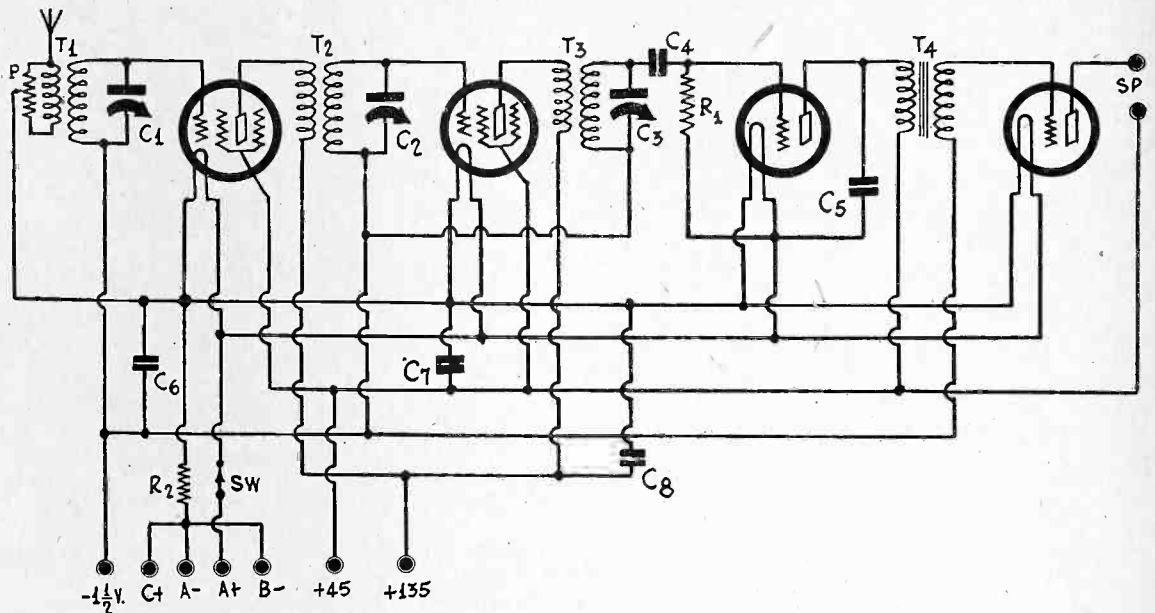 T1
T2
T3
C4
T4
P
SP
C1
C2
C3
R1
C5
C6
C7
C8
R2
SW
-1½V. C+ A- A+ B- +45 +135